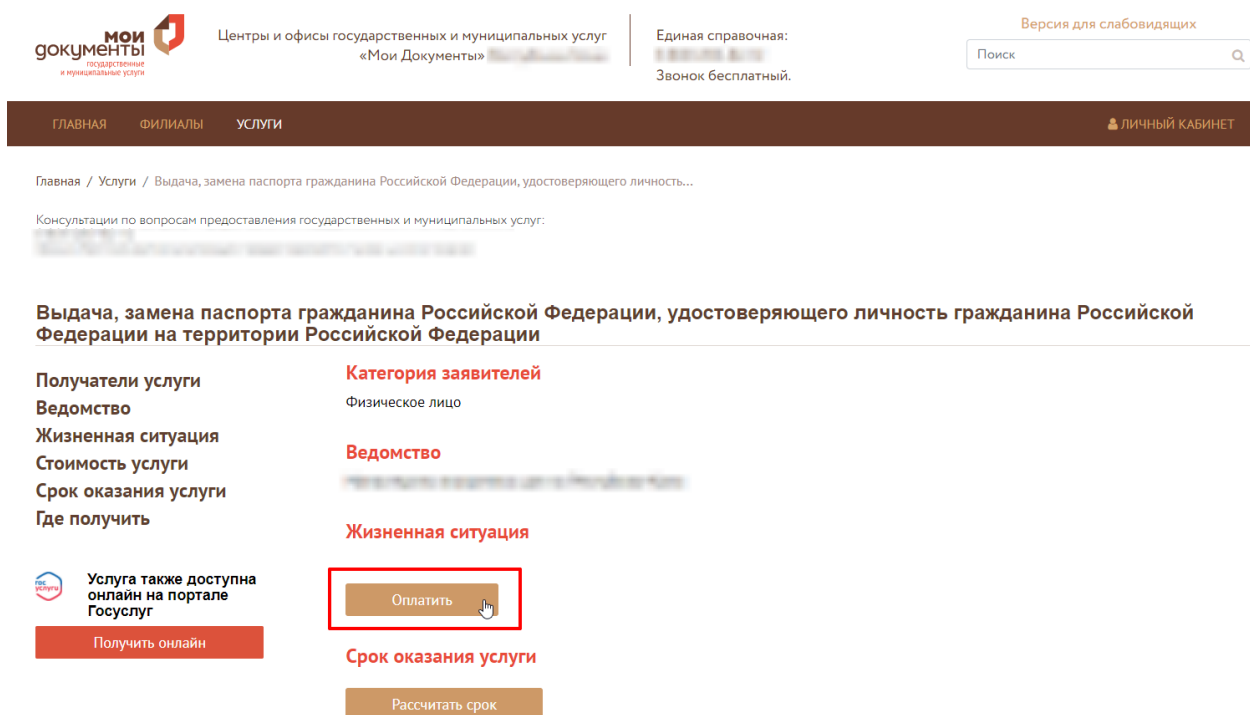 мои
документы
государственные
и муниципальные услуги
Центры и офисы государственных и муниципальных услуг
«Мои Документы»
Единая справочная:
Звонок бесплатный.
Версия для слабовидящих
Поиск
ГЛАВНАЯ ФИЛИАЛЫ УСЛУГИ ЛИЧНЫЙ КАБИНЕТ
Главная / Услуги / Выдача, замена паспорта гражданина Российской Федерации, удостоверяющего личность...
Консультации по вопросам предоставления государственных и муниципальных услуг:
Выдача, замена паспорта гражданина Российской Федерации, удостоверяющего личность гражданина Российской
Федерации на территории Российской Федерации
Получатели услуги
Ведомство
Жизненная ситуация
Стоимость услуги
Срок оказания услуги
Где получить
гос
услуги
Услуга также доступна
онлайн на портале
Госуслуг
Получить онлайн
Категория заявителей
Физическое лицо
Ведомство
Жизненная ситуация
Оплатить
Срок оказания услуги
Рассчитать срок